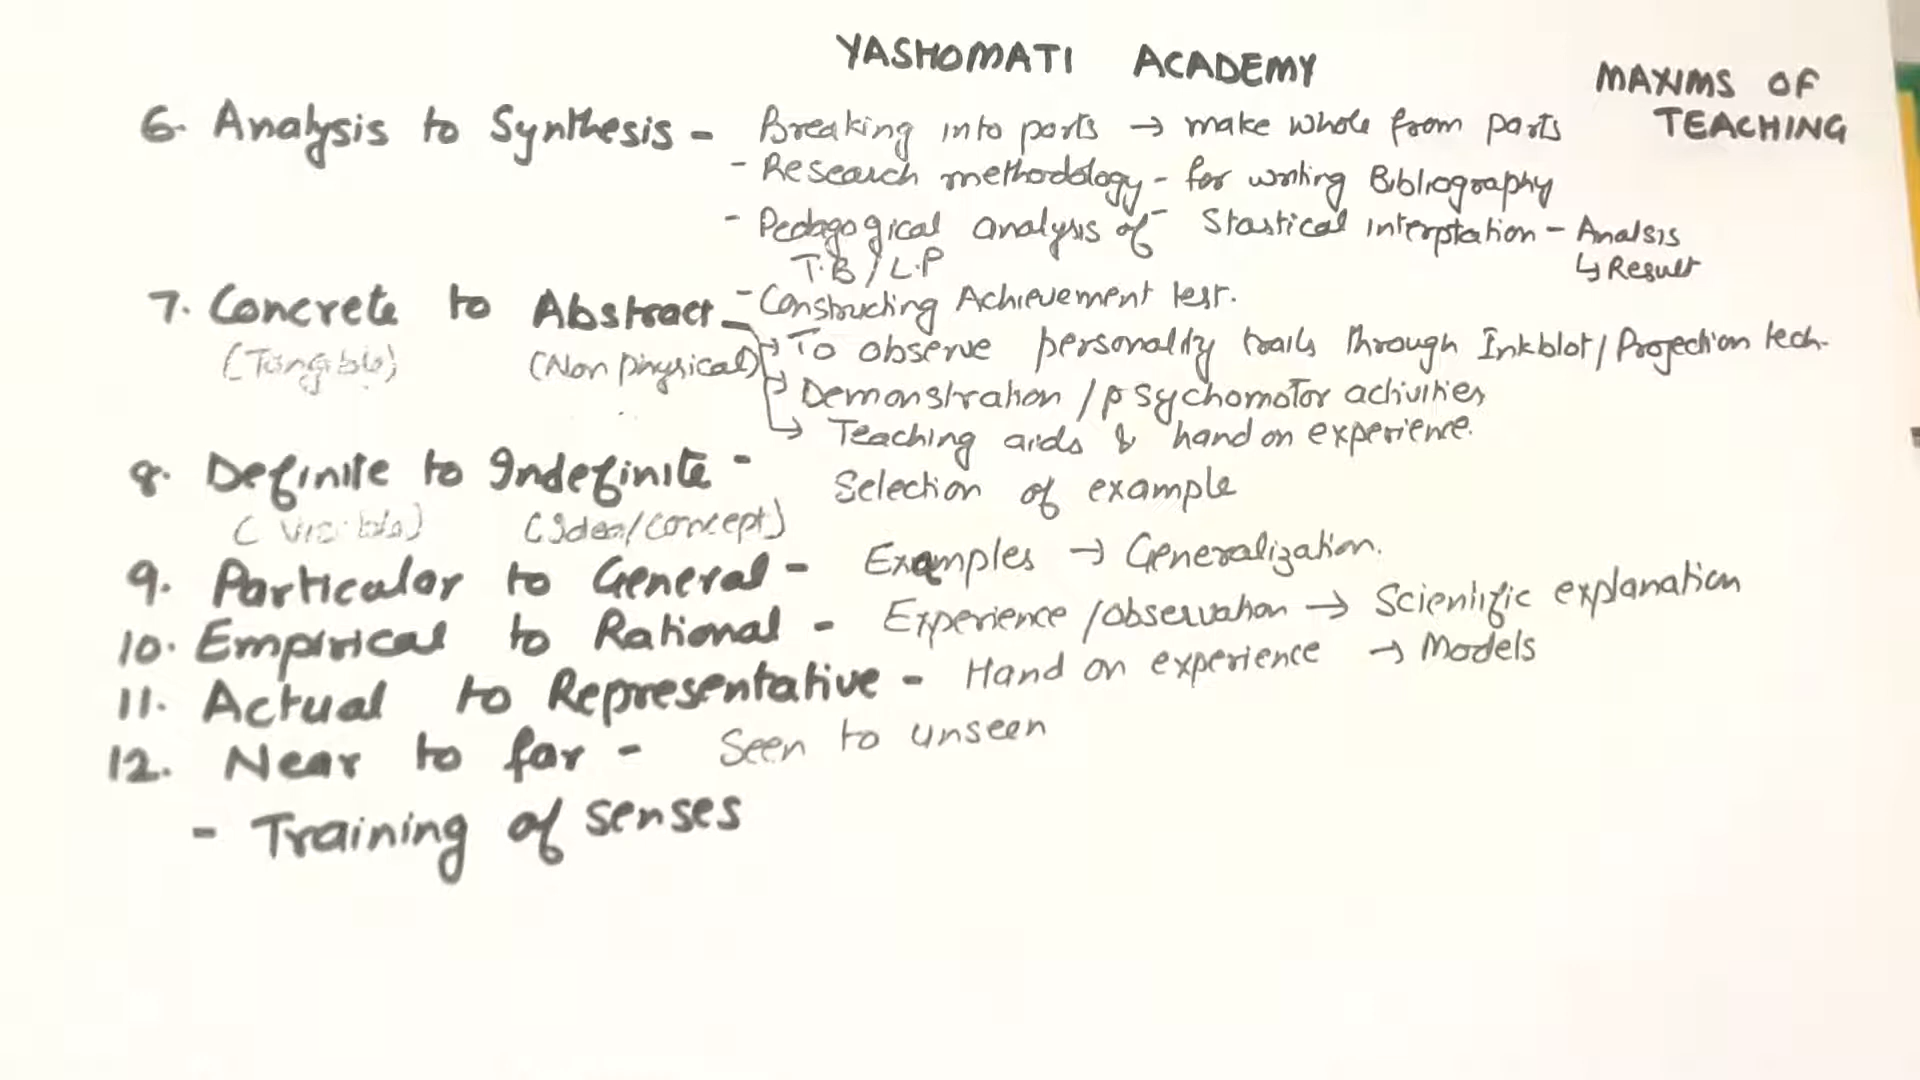 YASHOMATI ACADEMY
MAXIMS OF
TEACHING
6. Analysis to Synthesis - Breaking into parts → make whole from parts
- Research methodology - for writing Bibliography
- Pedagogical analysis of - Stastical interptation - Analsis
T.B / L.P ↳ Result
- Constructing Achievement test.
7. Concrete to Abstract
(Tangible) (Non physical)
→ To observe personality traits through Inkblot / Projection tech.
→ Demonstration / psychomotor activities
→ Teaching aids & hand on experience.
8. Definite to Indefinite - Selection of example
(Visible) (Idea/concept)
9. Particular to General - Examples → Generalization.
10. Empirical to Rational - Experience / observation → Scientific explanation
11. Actual to Representative - Hand on experience → Models
12. Near to far - Seen to unseen
- Training of senses